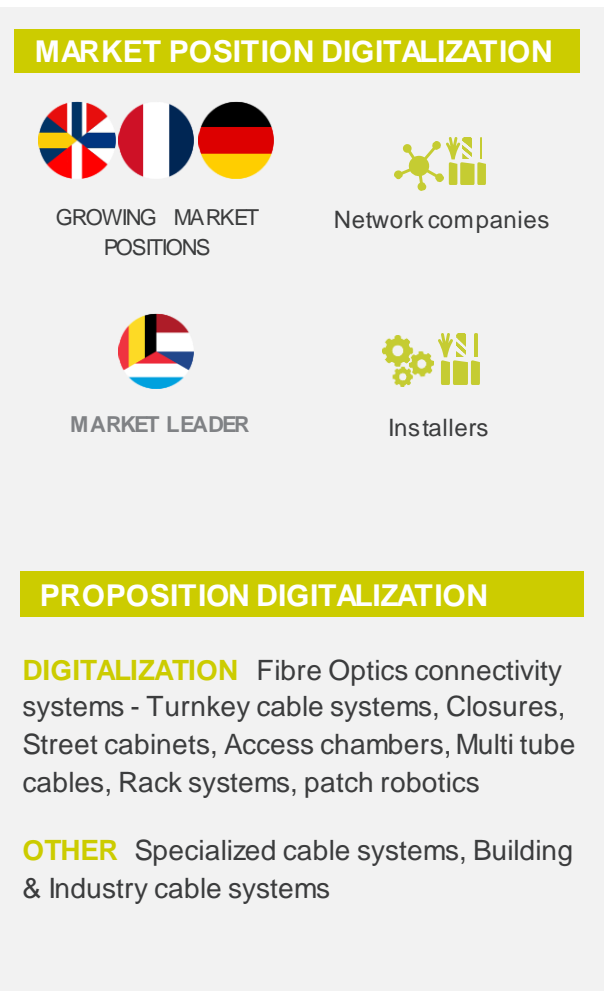 MARKET POSITION DIGITALIZATION
GROWING MARKET
POSITIONS
Network companies
MARKET LEADER
Installers
PROPOSITION DIGITALIZATION
DIGITALIZATION Fibre Optics connectivity
systems - Turnkey cable systems, Closures,
Street cabinets, Access chambers, Multi tube
cables, Rack systems, patch robotics
OTHER Specialized cable systems, Building
& Industry cable systems